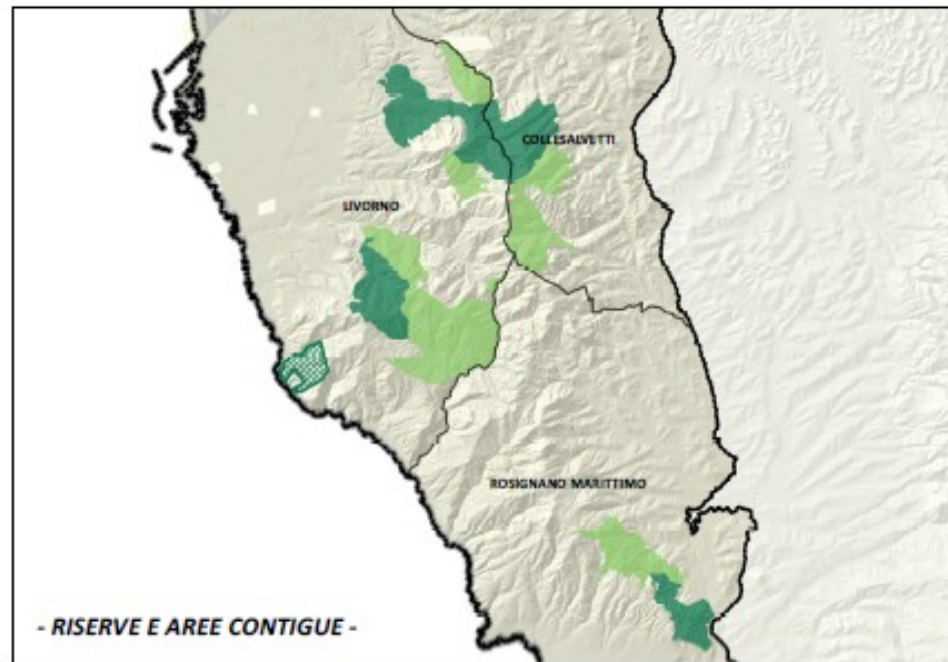 COLLESALVETTI
LIVORNO
ROSIGNANO MARITTIMO
- RISERVE E AREE CONTIGUE -